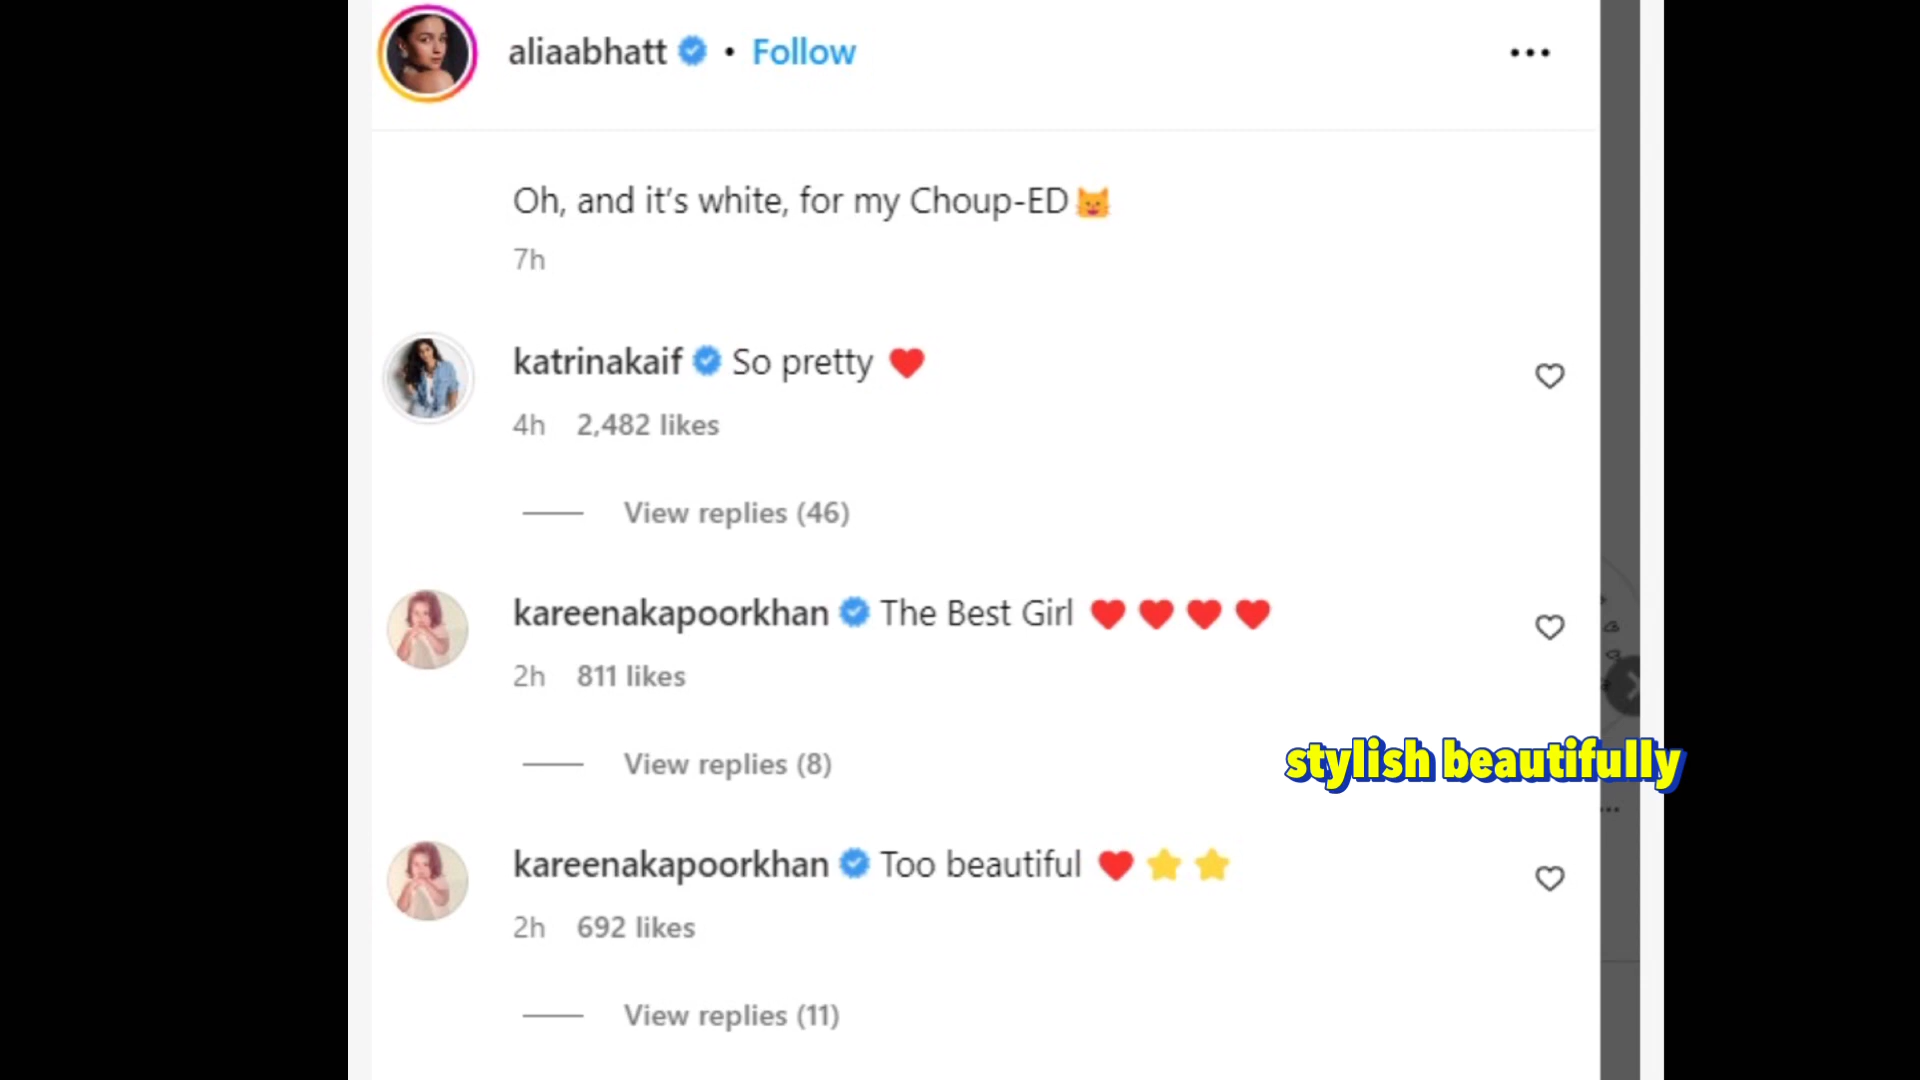 aliaabhatt • Follow
Oh, and it’s white, for my Choup-ED😺
7h
katrinakaif So pretty ❤️
4h 2,482 likes
View replies (46)
kareenakapoorkhan The Best Girl ❤️❤️❤️❤️
2h 811 likes
View replies (8)
stylish beautifully
kareenakapoorkhan Too beautiful ❤️⭐⭐
2h 692 likes
View replies (11)